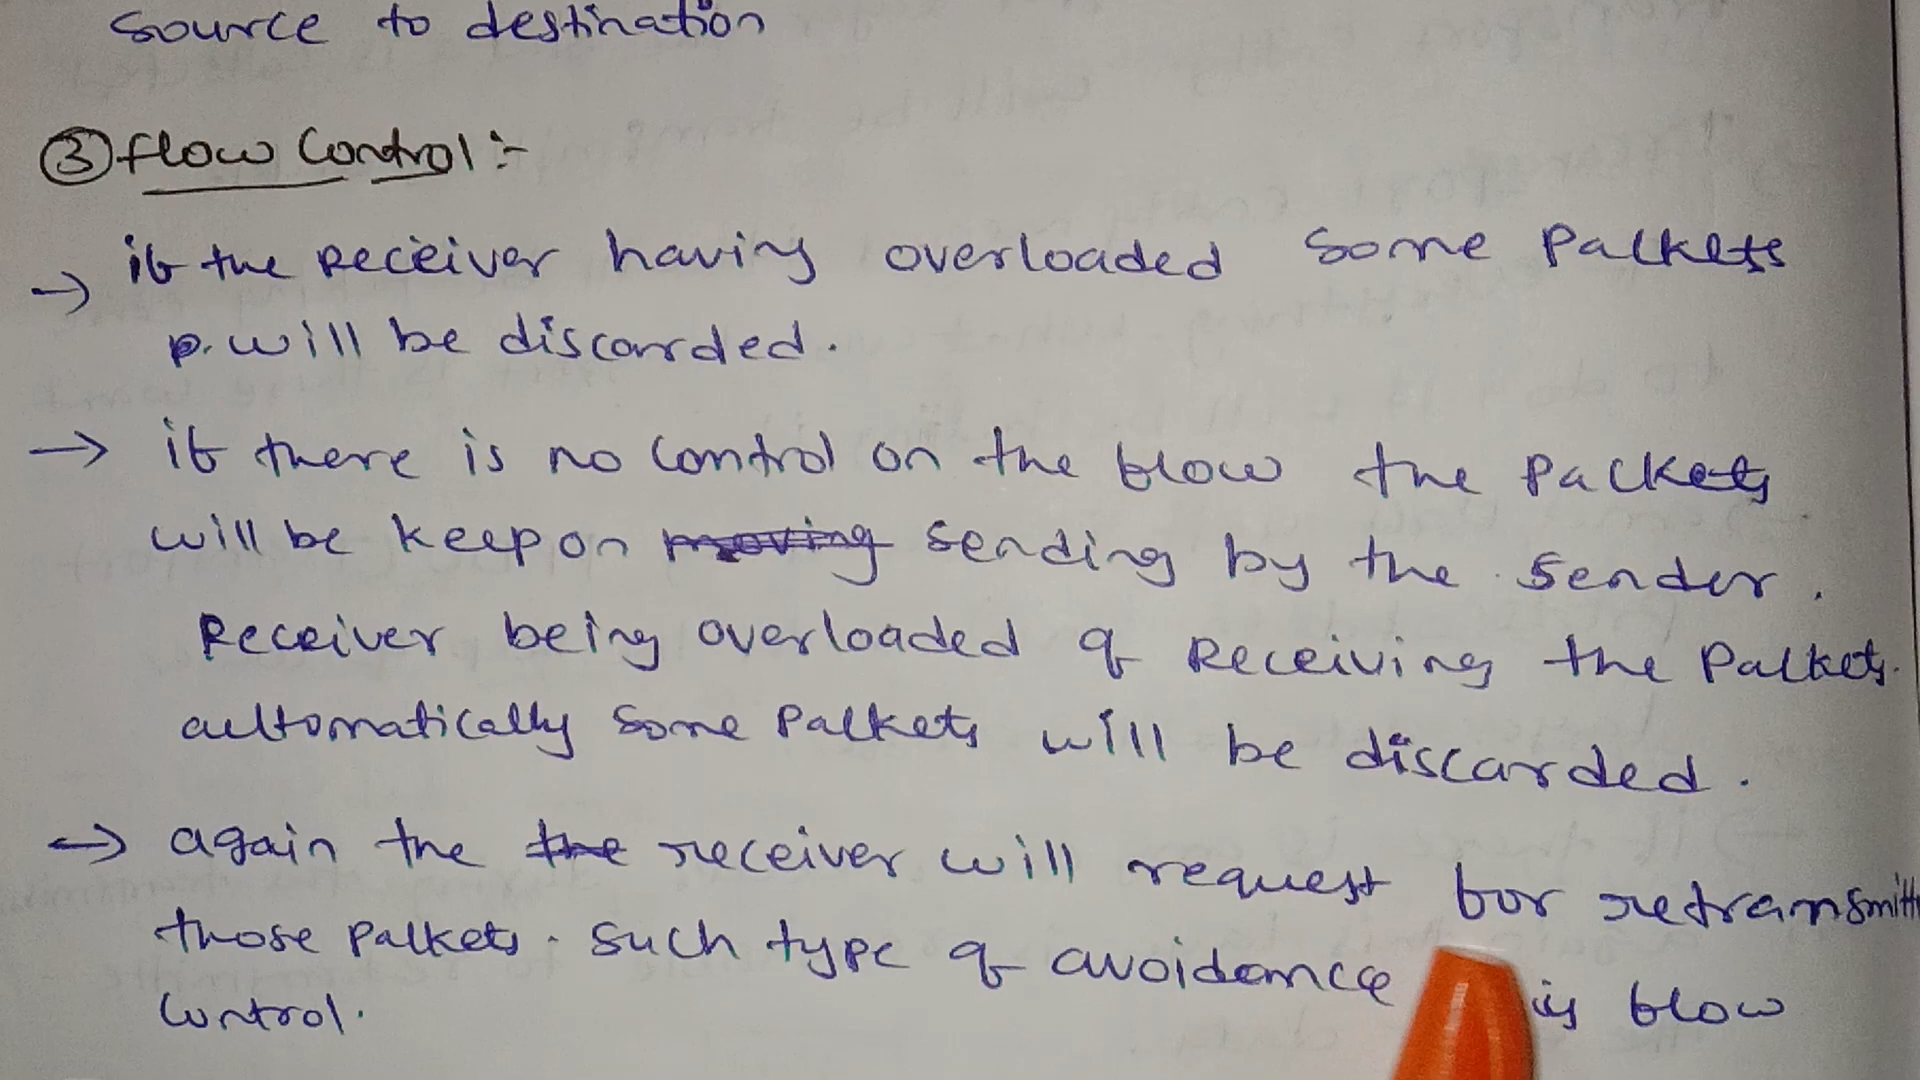 source to destination
③ flow control :-
→ if the Receiver having overloaded some packets
will be discarded.
→ if there is no control on the flow the packets
will be keep on moving sending by the sender.
Receiver being overloaded of Receiving the packets.
automatically some packets will be discarded.
→ again the the receiver will request for retransmitt
those packets. such type of avoidance is flow
control.